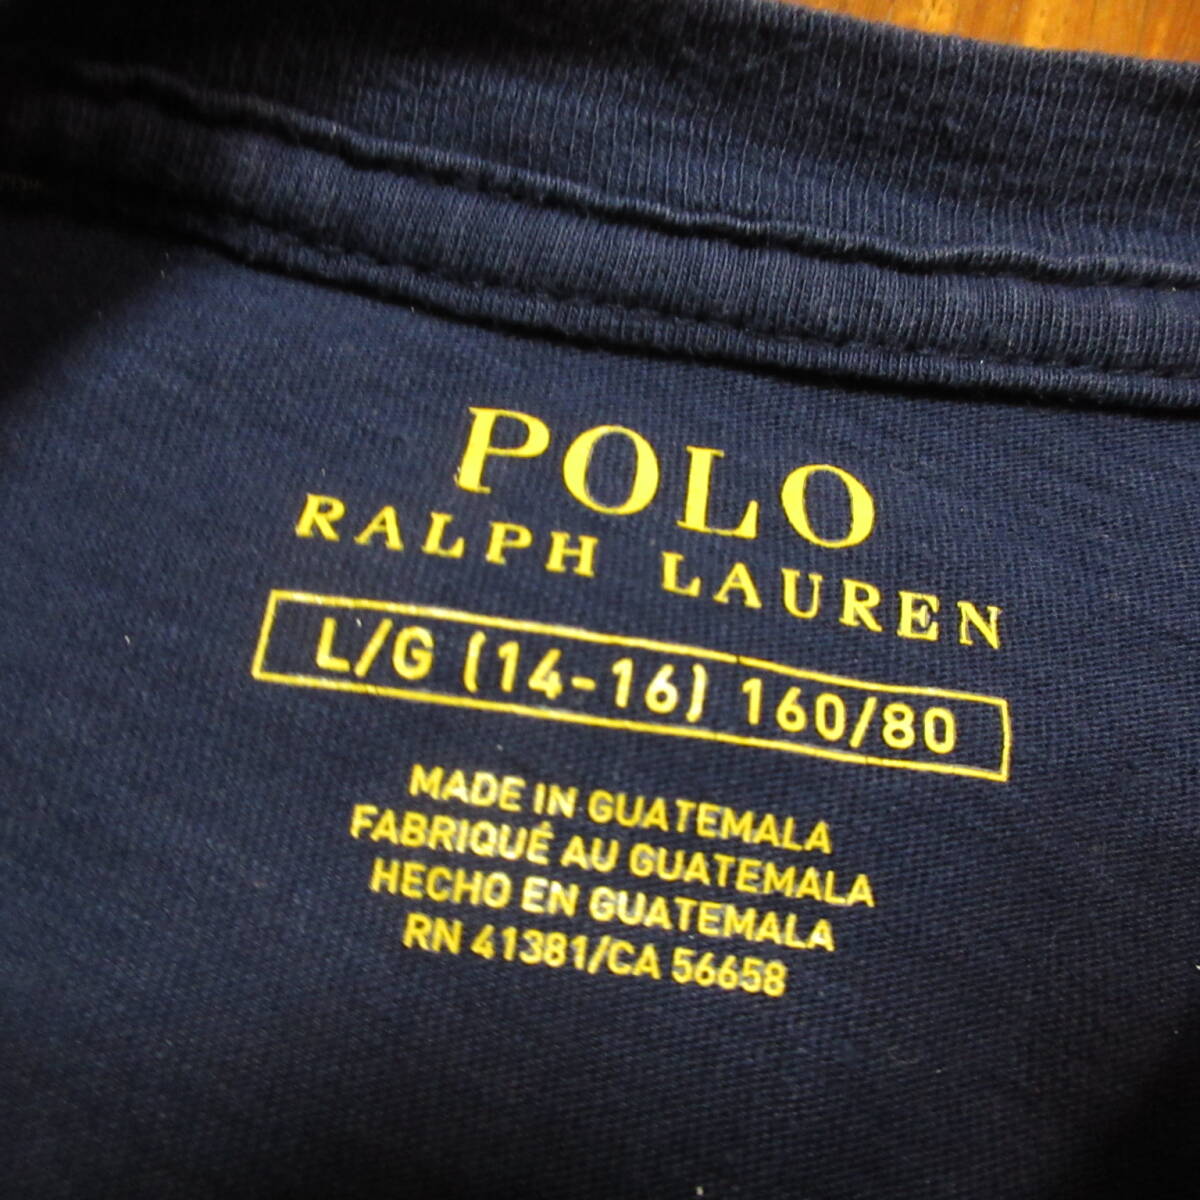 POLO
RALPH LAUREN
L/G (14-16) 160/80
MADE IN GUATEMALA
FABRIQUÉ AU GUATEMALA
HECHO EN GUATEMALA
RN 41381/CA 56658